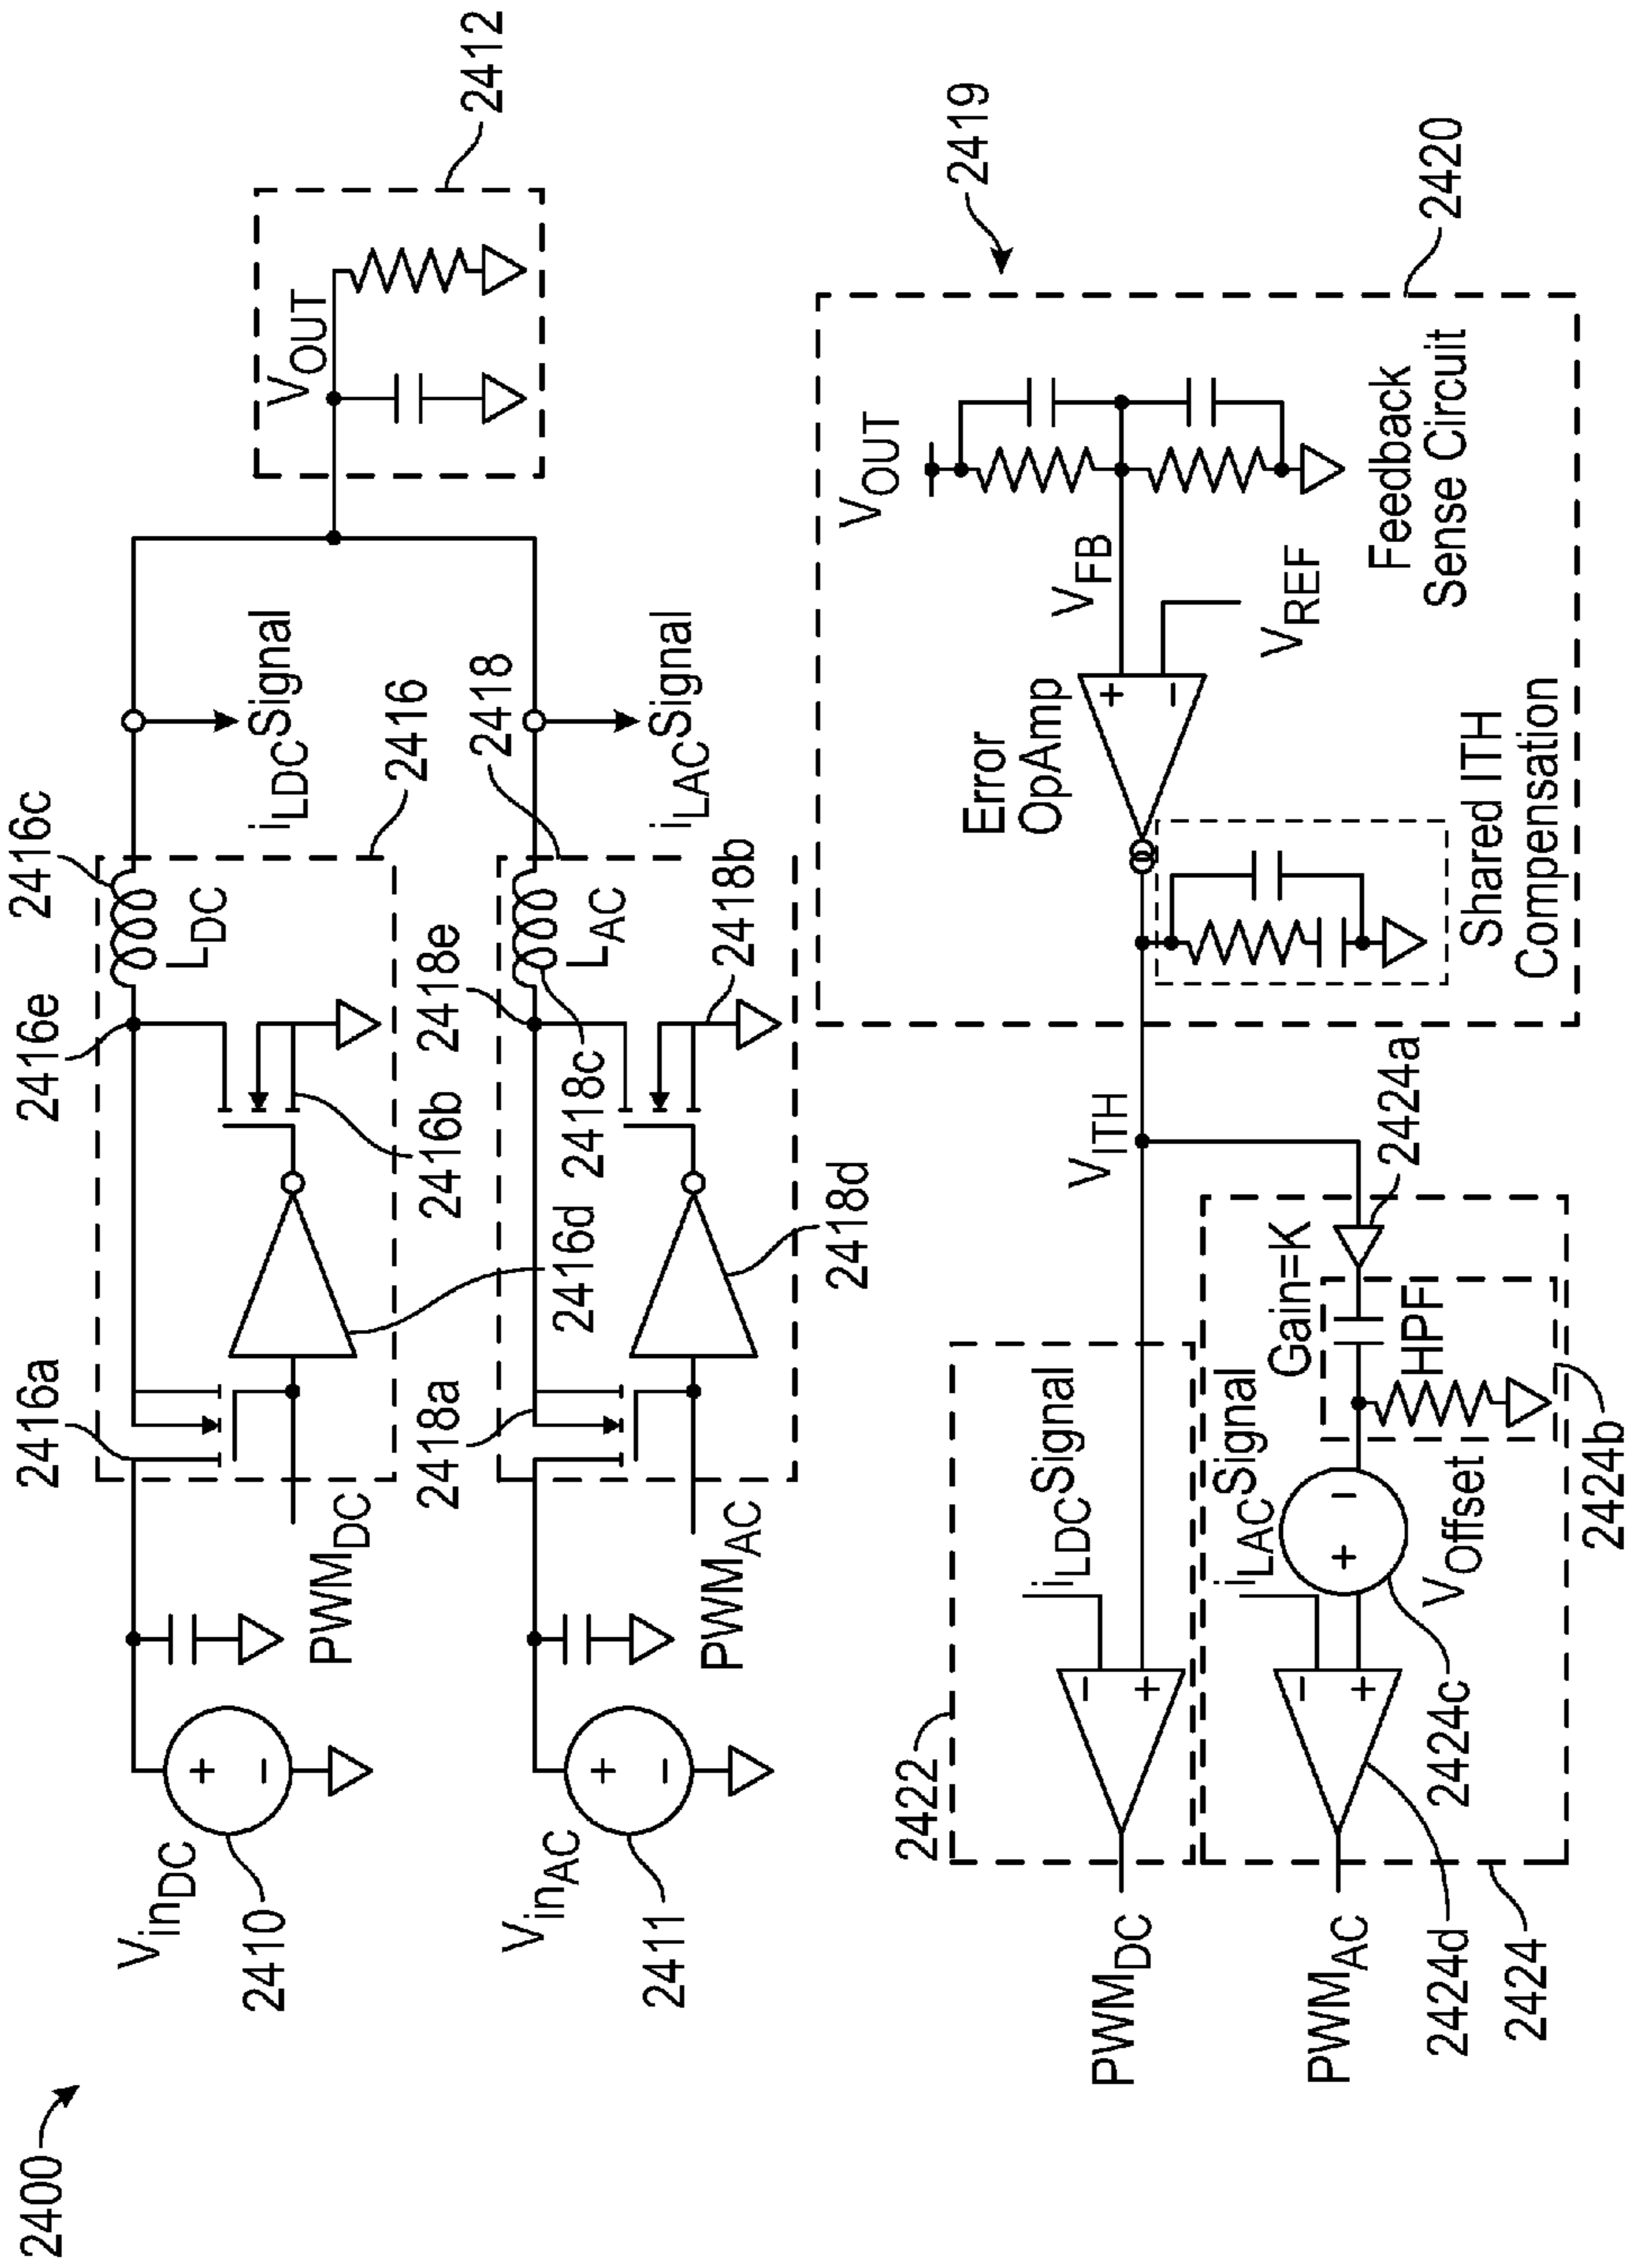 2400
Vin_DC
2410
PWM_DC
2416a
2416e
2416c
L_DC
2416b
2416d
i_LDC Signal
2416
V_OUT
2412
Vin_AC
2411
PWM_AC
2418a
2418e
L_AC
2418c
2418b
2418d
2418
i_LAC Signal
2419
V_OUT
V_FB
V_REF
Error
OpAmp
+
−
Feedback
Sense Circuit
2420
Shared ITH
Compensation
V_ITH
2422
i_LDC Signal
−
+
PWM_DC
i_LAC Signal
Gain=K
2424a
HPF
2424b
+
−
V_offset
2424c
−
+
2424d
PWM_AC
2424
+
−
+
−